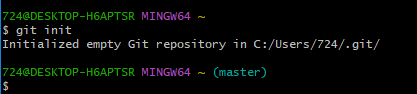 724@DESKTOP-H6APTSR MINGW64 ~
$ git init
Initialized empty Git repository in C:/Users/724/.git/
724@DESKTOP-H6APTSR MINGW64 ~ (master)
$